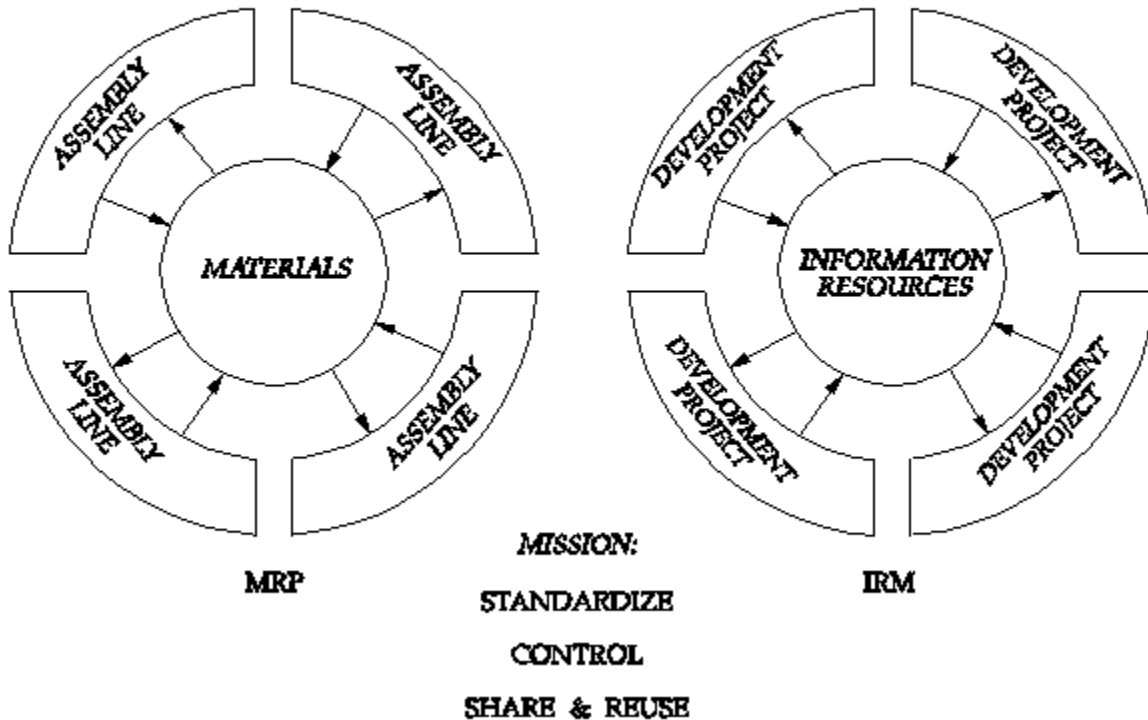 ASSEMBLY
LINE
ASSEMBLY
LINE
MATERIALS
ASSEMBLY
LINE
ASSEMBLY
LINE
MRP
DEVELOPMENT
PROJECT
DEVELOPMENT
PROJECT
INFORMATION
RESOURCES
DEVELOPMENT
PROJECT
DEVELOPMENT
PROJECT
IRM
MISSION:
STANDARDIZE
CONTROL
SHARE & REUSE